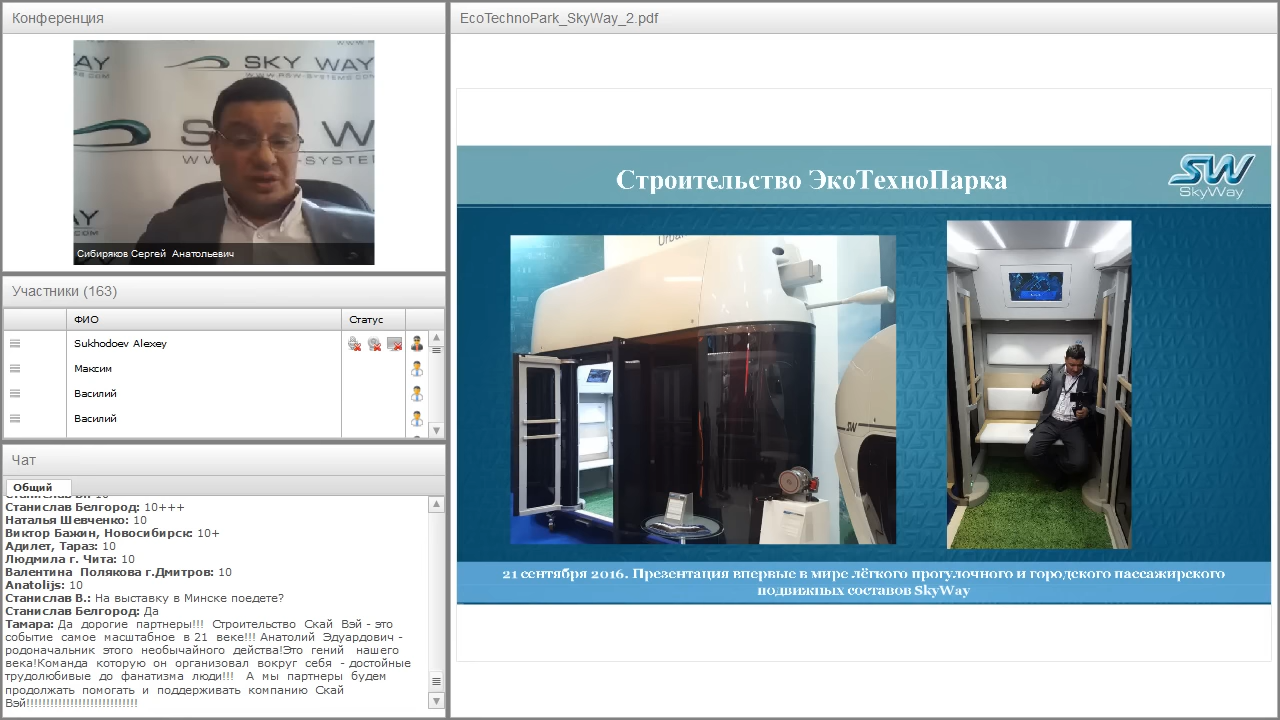 Конференция
SKY WAY
WWW.RSW-SYSTEMS.COM
Сибиряков Сергей Анатольевич
Участники (163)
ФИО
Статус
Sukhodoev Alexey
Максим
Василий
Василий
Чат
Общий
Станислав Белгород: 10+++
Наталья Шевченко: 10
Виктор Бажин, Новосибирск: 10+
Адилет, Тараз: 10
Людмила г. Чита: 10
Валентина Полякова г.Дмитров: 10
Anatolijs: 10
Станислав В.: На выставку в Минске поедете?
Станислав Белгород: Да
Тамара: Да дорогие партнеры!!! Строительство Скай Вэй - это
событие самое масштабное в 21 веке!!! Анатолий Эдуардович -
родоначальник этого необычайного действа!Это гений нашего
века!Команда которую он организовал вокруг себя - достойные
трудолюбивые до фанатизма люди!!! А мы партнеры будем
продолжать помогать и поддерживать компанию Скай
Вэй!!!!!!!!!!!!!!!!!!!!!!!!!!!!
EcoTechnoPark_SkyWay_2.pdf
Строительство ЭкоТехноПарка
SW
SkyWay
SW
21 сентября 2016. Презентация впервые в мире лёгкого прогулочного и городского пассажирского
подвижных составов SkyWay